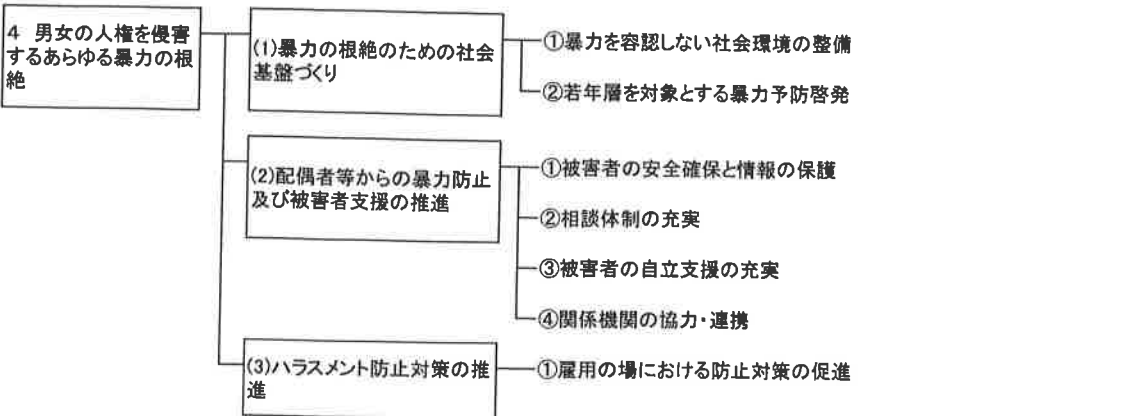 4 男女の人権を侵害
するあらゆる暴力の根
絶
(1)暴力の根絶のための社会
基盤づくり
①暴力を容認しない社会環境の整備
②若年層を対象とする暴力予防啓発
(2)配偶者等からの暴力防止
及び被害者支援の推進
①被害者の安全確保と情報の保護
②相談体制の充実
③被害者の自立支援の充実
④関係機関の協力・連携
(3)ハラスメント防止対策の推
進
①雇用の場における防止対策の促進